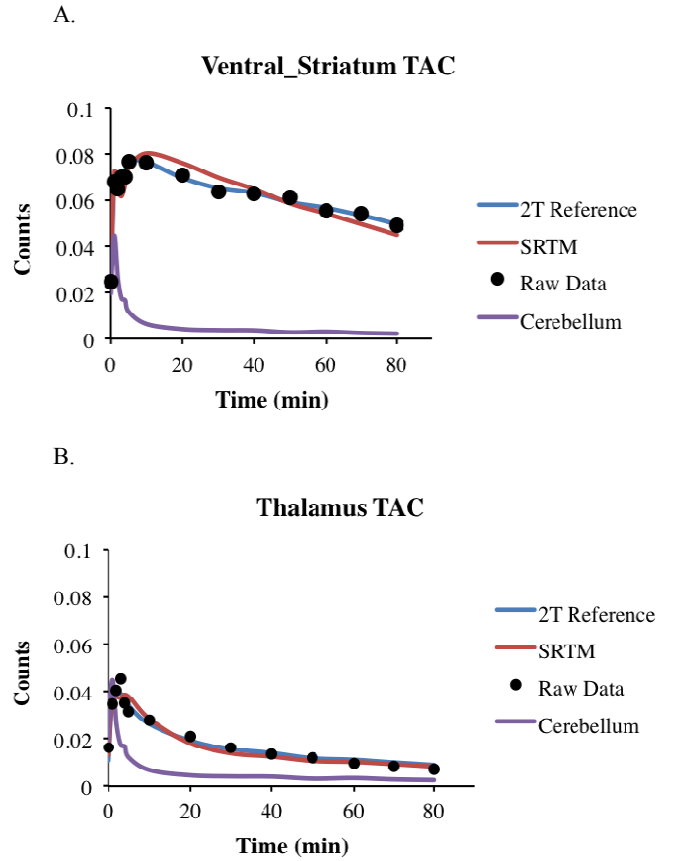 A.
Ventral_Striatum TAC
0.1
0.08
0.06
0.04
0.02
0
Counts
0 20 40 60 80
Time (min)
2T Reference
SRTM
Raw Data
Cerebellum
B.
Thalamus TAC
0.1
0.08
0.06
0.04
0.02
0
Counts
0 20 40 60 80
Time (min)
2T Reference
SRTM
Raw Data
Cerebellum